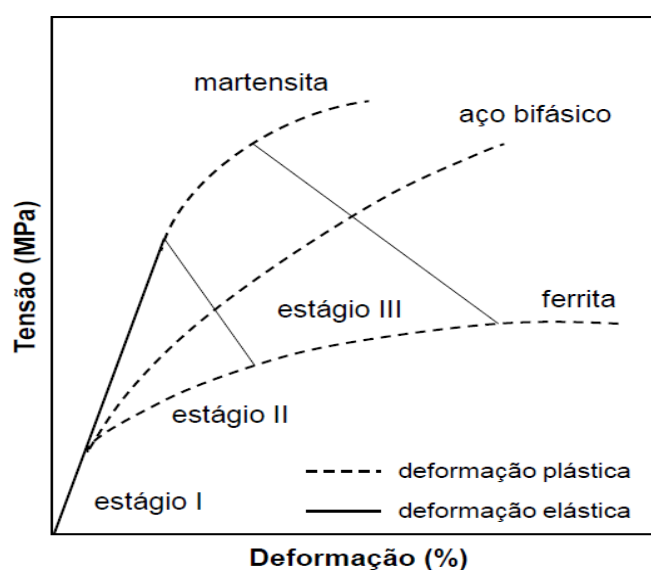 martensita
aço bifásico
Tensão (MPa)
estágio III
ferrita
estágio II
deformação plástica
estágio I
deformação elástica
Deformação (%)